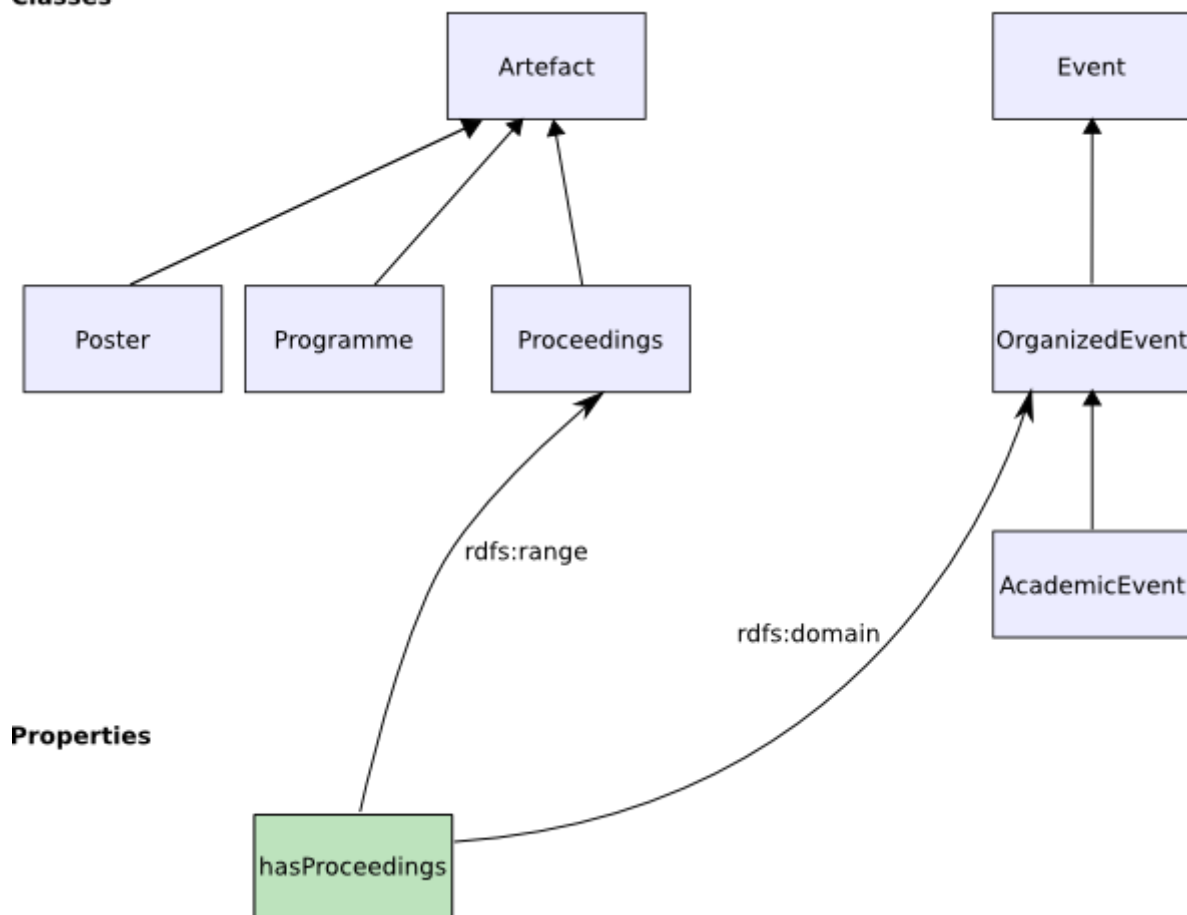 Classes
Artefact
Event
Poster
Programme
Proceedings
OrganizedEvent
rdfs:range
AcademicEvent
rdfs:domain
Properties
hasProceedings